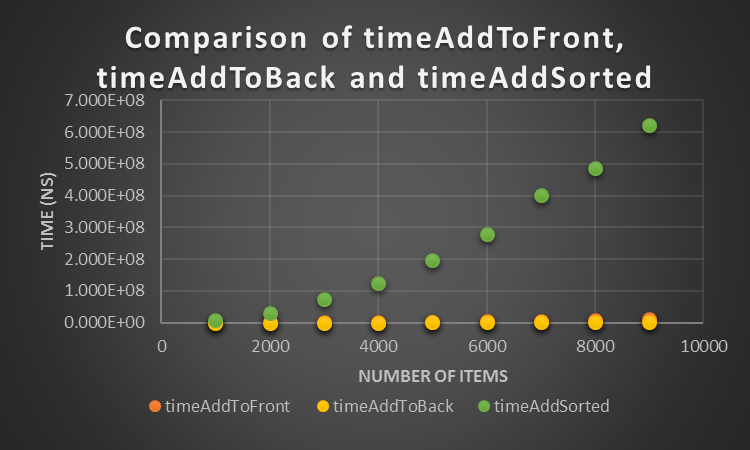 Comparison of timeAddToFront,
timeAddToBack and timeAddSorted
7.000E+08
6.000E+08
5.000E+08
4.000E+08
3.000E+08
2.000E+08
1.000E+08
0.000E+00
TIME (NS)
0 2000 4000 6000 8000 10000
NUMBER OF ITEMS
timeAddToFront timeAddToBack timeAddSorted